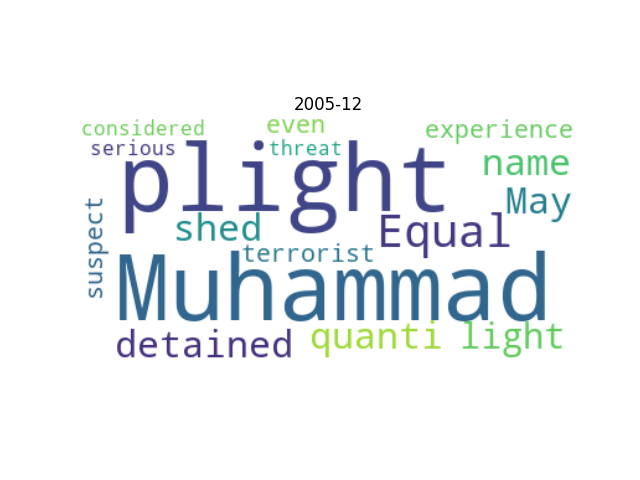 2005-12
considered even experience
serious threat
plight name
suspect May
shed Equal
terrorist
Muhammad
detained quanti light